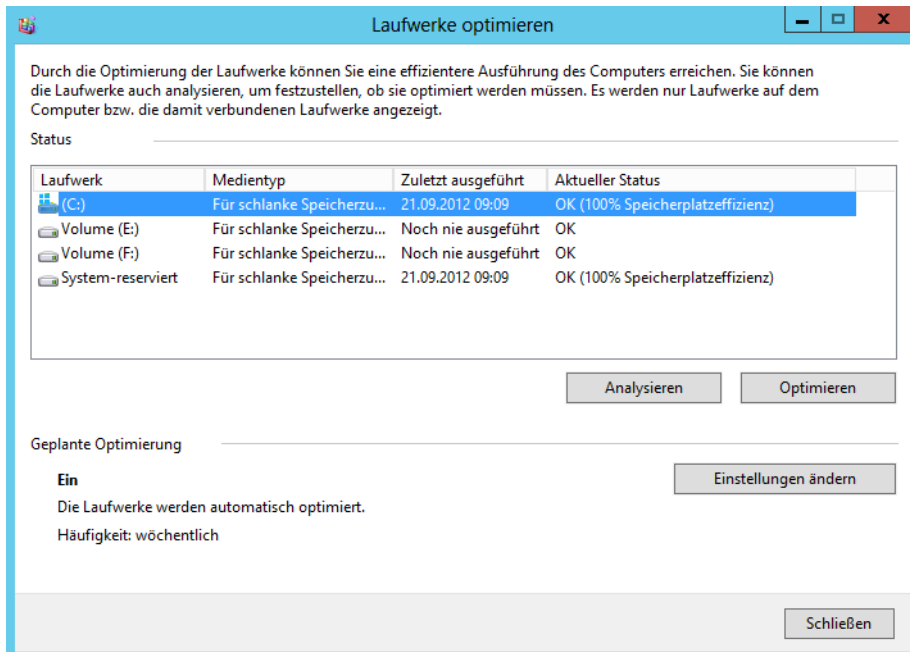 Laufwerke optimieren
Durch die Optimierung der Laufwerke können Sie eine effizientere Ausführung des Computers erreichen. Sie können
die Laufwerke auch analysieren, um festzustellen, ob sie optimiert werden müssen. Es werden nur Laufwerke auf dem
Computer bzw. die damit verbundenen Laufwerke angezeigt.
Status
Laufwerk Medientyp Zuletzt ausgeführt Aktueller Status
(C:) Für schlanke Speicherzu... 21.09.2012 09:09 OK (100% Speicherplatzeffizienz)
Volume (E:) Für schlanke Speicherzu... Noch nie ausgeführt OK
Volume (F:) Für schlanke Speicherzu... Noch nie ausgeführt OK
System-reserviert Für schlanke Speicherzu... 21.09.2012 09:09 OK (100% Speicherplatzeffizienz)
Analysieren Optimieren
Geplante Optimierung
Ein Einstellungen ändern
Die Laufwerke werden automatisch optimiert.
Häufigkeit: wöchentlich
Schließen